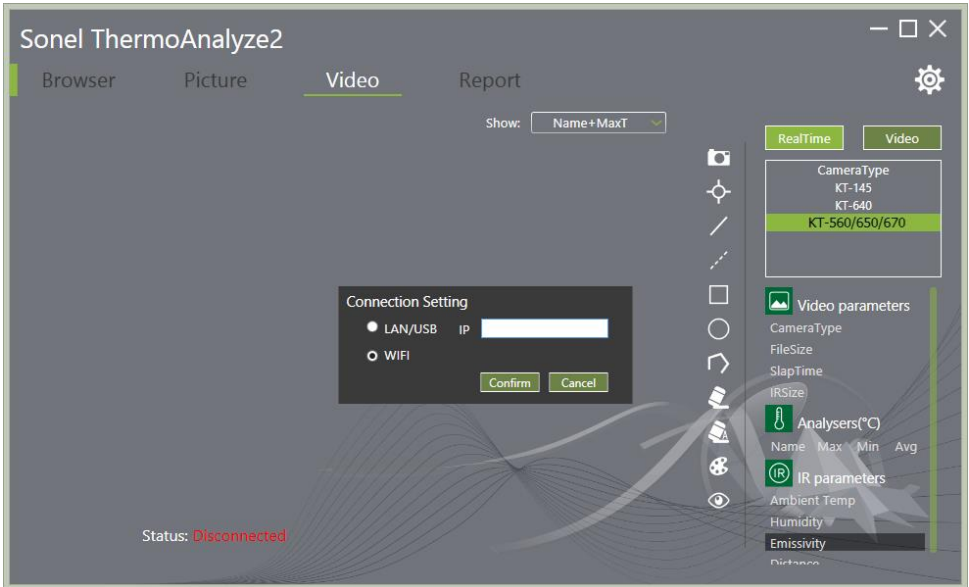 Sonel ThermoAnalyze2
Browser Picture Video Report
Show: Name+MaxT
RealTime Video
CameraType
KT-145
KT-640
KT-560/650/670
Connection Setting
LAN/USB IP
WIFI
Confirm Cancel
Video parameters
CameraType
FileSize
SlapTime
IRSize
Analysers(°C)
Name Max Min Avg
IR IR parameters
Ambient Temp
Humidity
Emissivity
Distance
Status: Disconnected